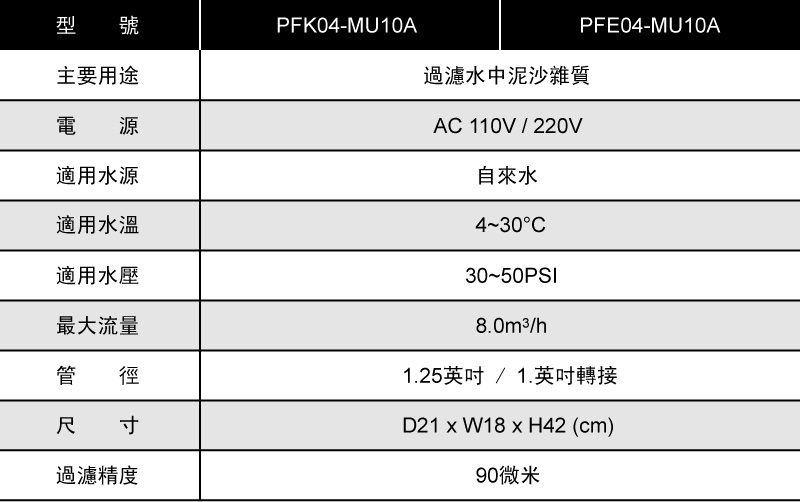 型　　號 PFK04-MU10A PFE04-MU10A
主要用途 過濾水中泥沙雜質
電　　源 AC 110V / 220V
適用水源 自來水
適用水溫 4~30°C
適用水壓 30~50PSI
最大流量 8.0m³/h
管　　徑 1.25英吋 / 1.英吋轉接
尺　　寸 D21 x W18 x H42 (cm)
過濾精度 90微米